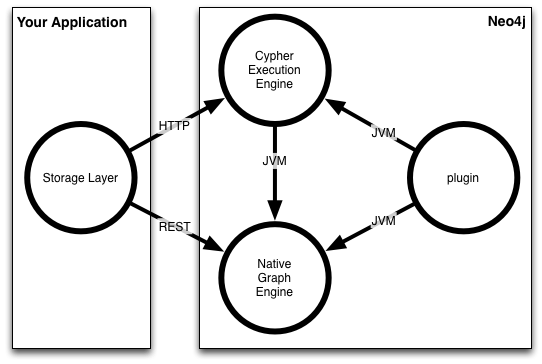 Your Application
Neo4j
Cypher
Execution
Engine
HTTP
JVM
JVM
Storage Layer
plugin
REST
JVM
Native
Graph
Engine